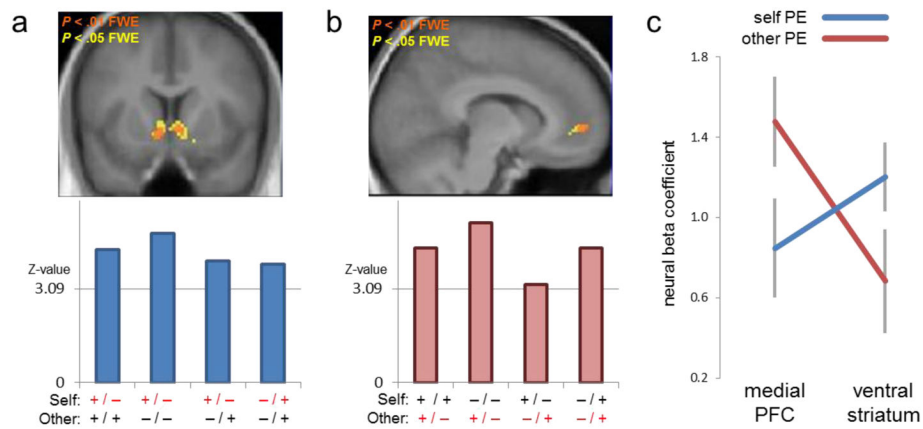 a
P < .01 FWE
P < .05 FWE
Z-value
3.09
0
Self: + / − + / − + / − − / +
Other: + / + − / − − / + − / +
b
P < .01 FWE
P < .05 FWE
Z-value
3.09
0
Self: + / + − / − − / + − / +
Other: + / − + / − − / + − / +
c
self PE
other PE
neural beta coefficient
1.8
1.4
1.0
0.6
0.2
medial
PFC
ventral
striatum